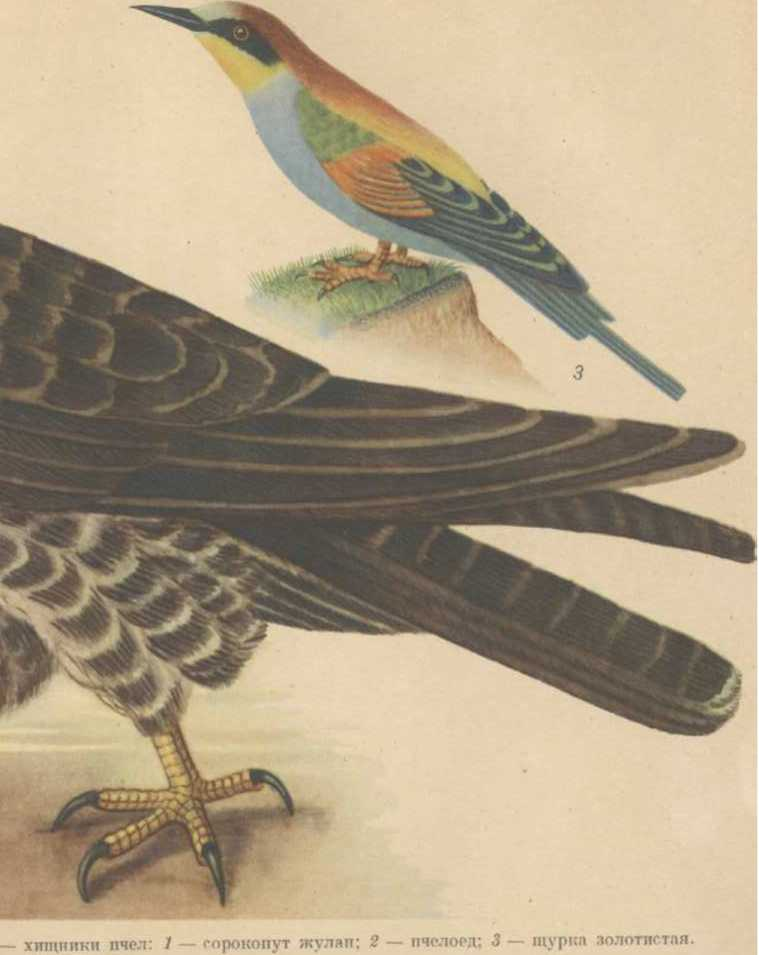 3
— хищники пчел: 1 — сорокопут жулан; 2 — пчелоед; 3 — щурка золотистая.